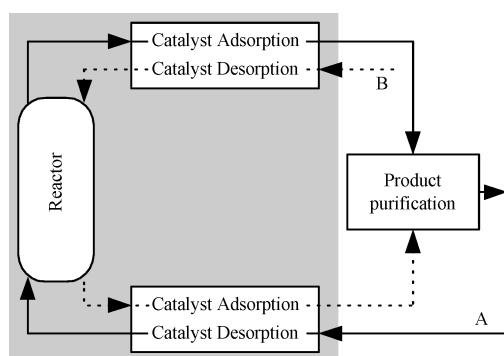 Catalyst Adsorption
Catalyst Desorption
B
Reactor
Product
purification
Catalyst Adsorption
Catalyst Desorption
A